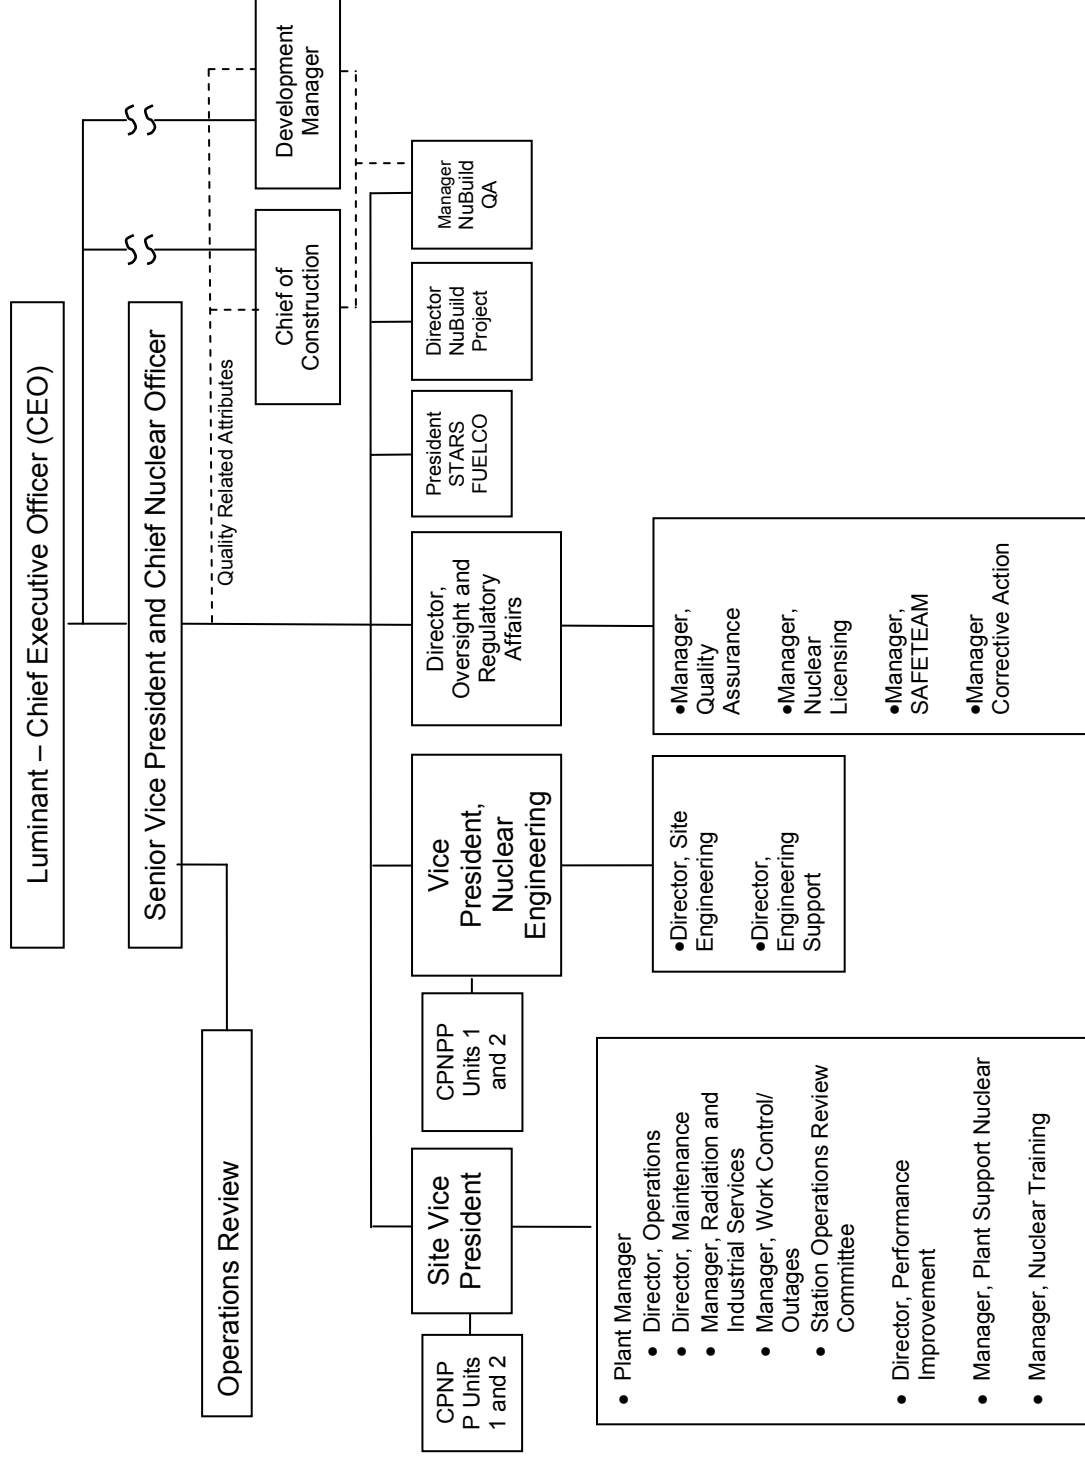 Luminant – Chief Executive Officer (CEO)
Senior Vice President and Chief Nuclear Officer
Operations Review
Quality Related Attributes
Chief of
Construction
Development
Manager
CPNP
P Units
1 and 2
Site Vice
President
CPNPP
Units 1
and 2
Vice
President,
Nuclear
Engineering
Director,
Oversight and
Regulatory
Affairs
President
STARS
FUELCO
Director
NuBuild
Project
Manager
NuBuild
QA
• Plant Manager
• Director, Operations
• Director, Maintenance
• Manager, Radiation and
Industrial Services
• Manager, Work Control/
Outages
• Station Operations Review
Committee
• Director, Performance
Improvement
• Manager, Plant Support Nuclear
• Manager, Nuclear Training
•Director, Site
Engineering
•Director,
Engineering
Support
•Manager,
Quality
Assurance
•Manager,
Nuclear
Licensing
•Manager,
SAFETEAM
•Manager
Corrective Action